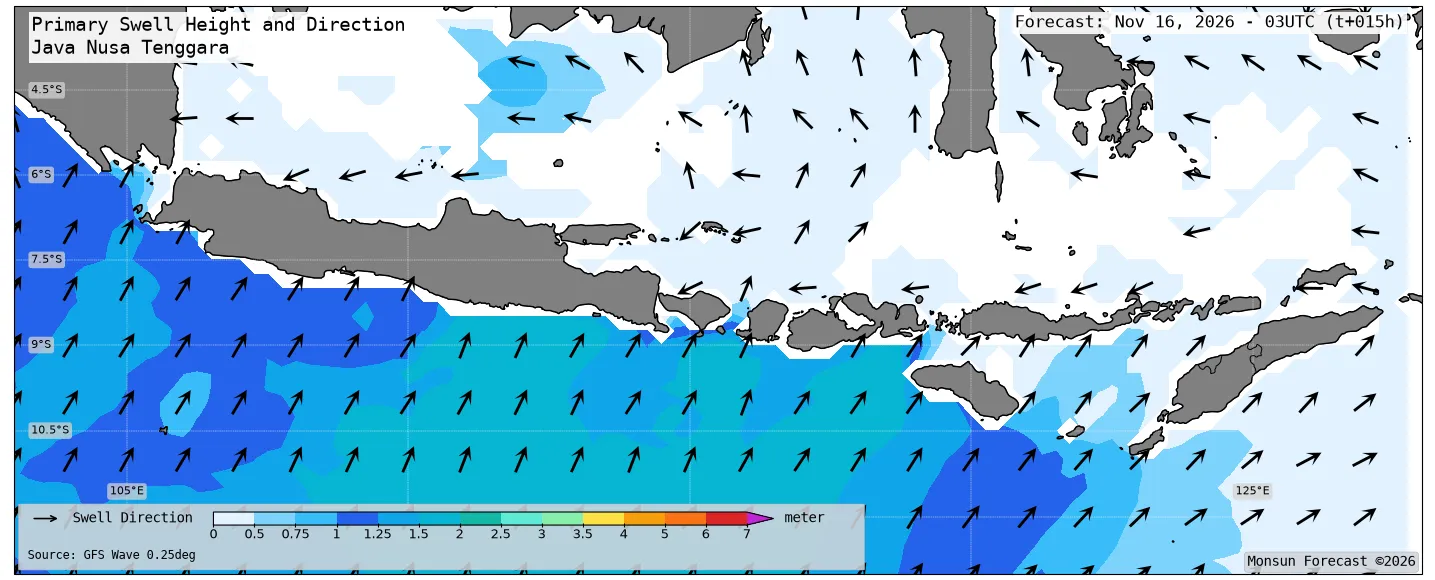 Primary Swell Height and Direction
Java Nusa Tenggara
Forecast: Nov 16, 2026 - 03UTC (t+015h)
4.5°S
6°S
7.5°S
9°S
10.5°S
105°E
125°E
Swell Direction
0 0.5 0.75 1 1.25 1.5 2 2.5 3 3.5 4 5 6 7
meter
Source: GFS Wave 0.25deg
Monsun Forecast ©2026